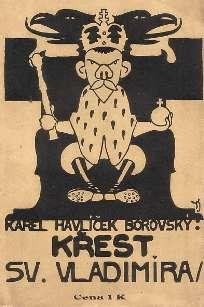 KAREL HAVLÍČEK BOROVSKÝ:
KŘEST
SV. VLADIMÍRA/
Cena 1 K